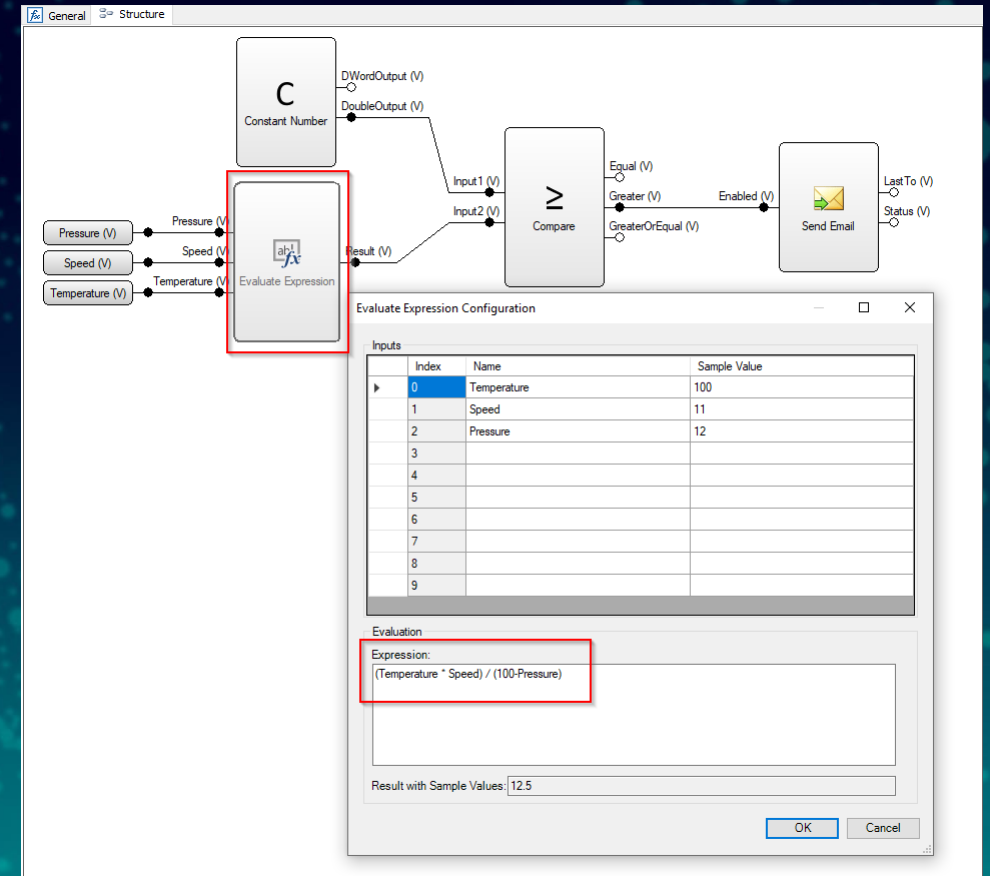 General
Structure
C
Constant Number
DWordOutput (V)
DoubleOutput (V)
Pressure (V)
Speed (V)
Temperature (V)
Pressure (V)
Speed (V)
Temperature (V)
ab!
fx
Evaluate Expression
Result (V)
Input1 (V)
Input2 (V)
≥
Compare
Equal (V)
Greater (V)
GreaterOrEqual (V)
Enabled (V)
Send Email
LastTo (V)
Status (V)
Evaluate Expression Configuration
Inputs
Index Name Sample Value
0 Temperature 100
1 Speed 11
2 Pressure 12
3
4
5
6
7
8
9
Evaluation
Expression:
(Temperature * Speed) / (100-Pressure)
Result with Sample Values: 12.5
OK Cancel